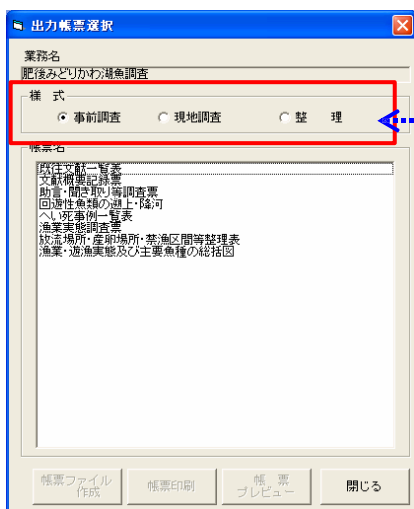 出力帳票選択
業務名
肥後みどりかわ湖魚調査
様 式
事前調査 現地調査 整 理
帳票名
既往文献一覧表
文献概要記録票
助言・聞き取り等調査票
回遊性魚類の遡上・降河
へい死事例一覧表
漁業実態調査票
放流場所・産卵場所・禁漁区間等整理表
漁業・遊漁実態及び主要魚種の総括図
帳票ファイル作成 帳票印刷 帳 票プレビュー 閉じる